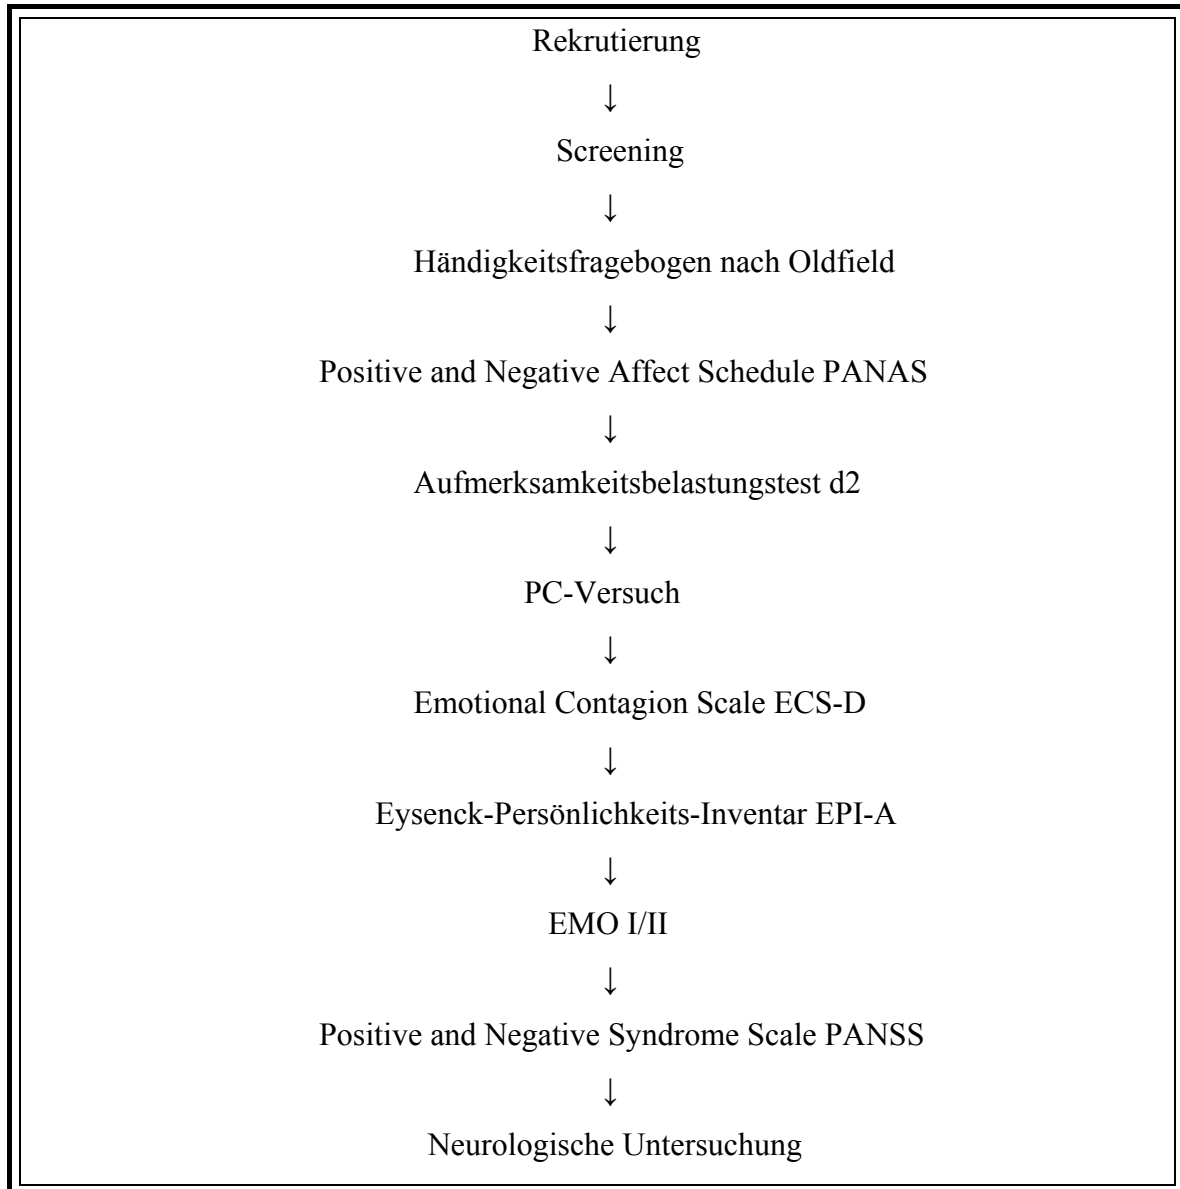 Rekrutierung
↓
Screening
↓
Händigkeitsfragebogen nach Oldfield
↓
Positive and Negative Affect Schedule PANAS
↓
Aufmerksamkeitsbelastungstest d2
↓
PC-Versuch
↓
Emotional Contagion Scale ECS-D
↓
Eysenck-Persönlichkeits-Inventar EPI-A
↓
EMO I/II
↓
Positive and Negative Syndrome Scale PANSS
↓
Neurologische Untersuchung